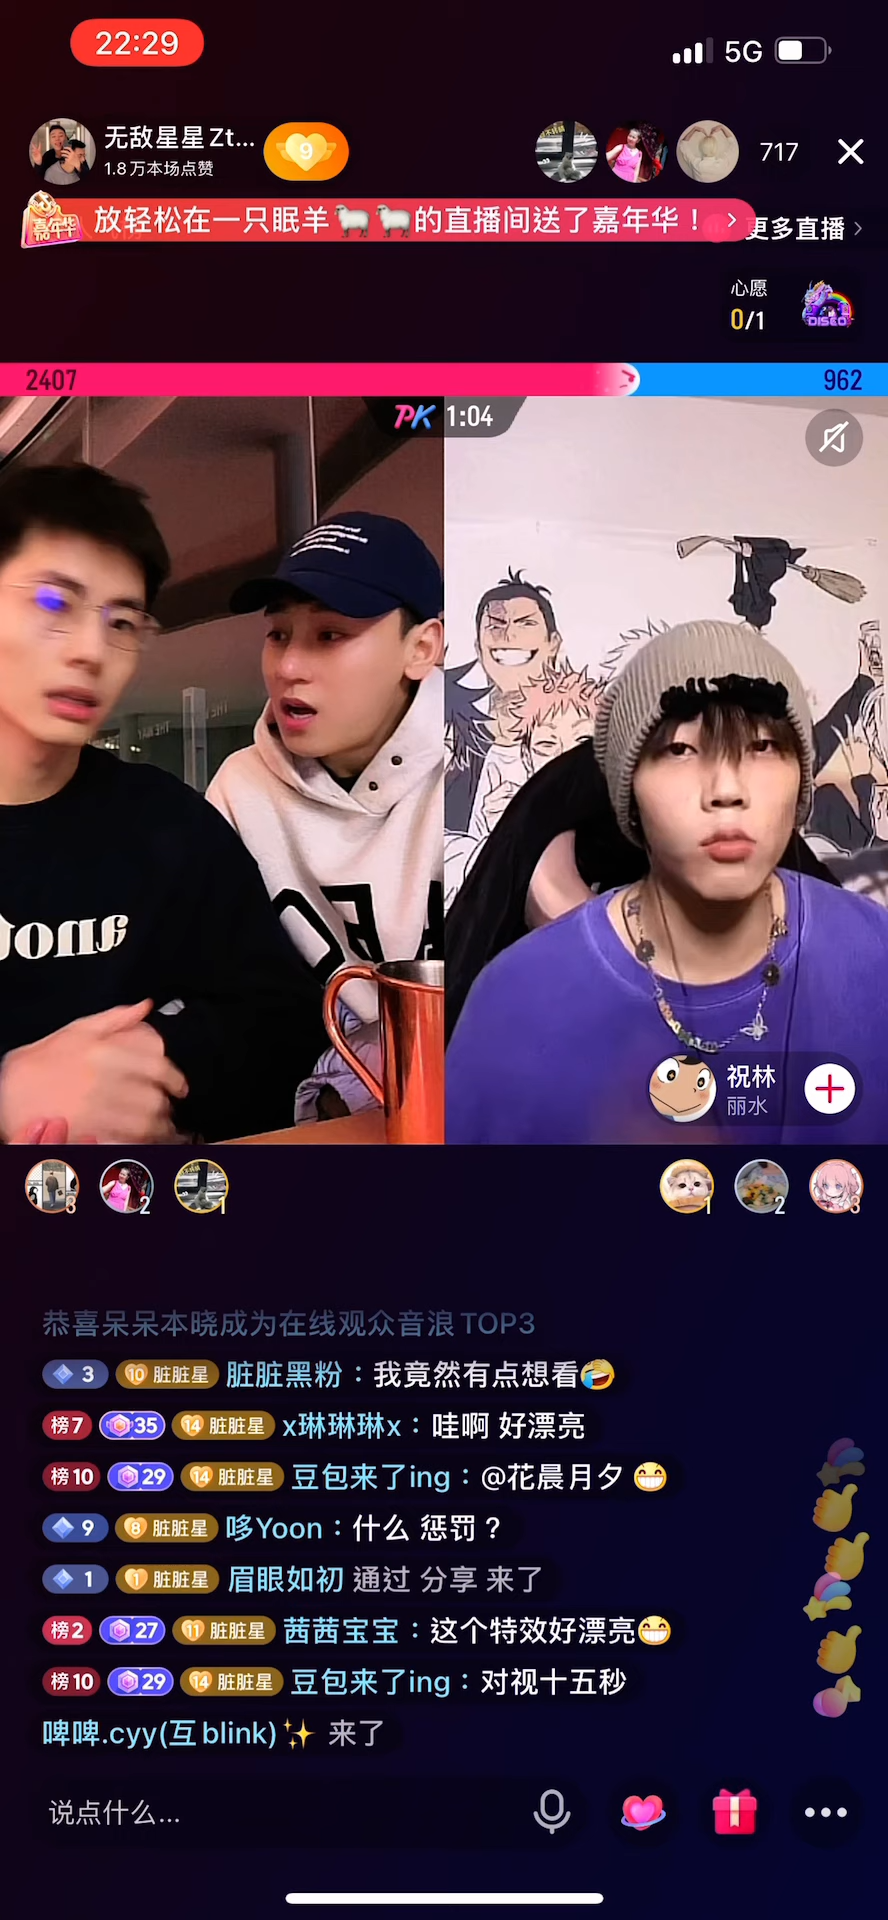 22:29
5G
无敌星星Zt...
1.8万本场点赞
9
717
嘉年华
放轻松在一只眠羊🐑🐑的直播间送了嘉年华！
更多直播
心愿
0/1
DISCO
2407
962
PK 1:04
anot
祝林
丽水
3
2
1
1
2
3
恭喜呆呆本晓成为在线观众音浪TOP3
3 10 脏脏星 脏脏黑粉：我竟然有点想看🤣
榜7 35 14 脏脏星 x琳琳琳x：哇啊 好漂亮
榜10 29 14 脏脏星 豆包来了ing：@花晨月夕 😁
9 8 脏脏星 哆Yoon：什么 惩罚？
1 1 脏脏星 眉眼如初 通过 分享 来了
榜2 27 11 脏脏星 茜茜宝宝：这个特效好漂亮😁
榜10 29 14 脏脏星 豆包来了ing：对视十五秒
啤啤.cyy(互blink)✨ 来了
说点什么...